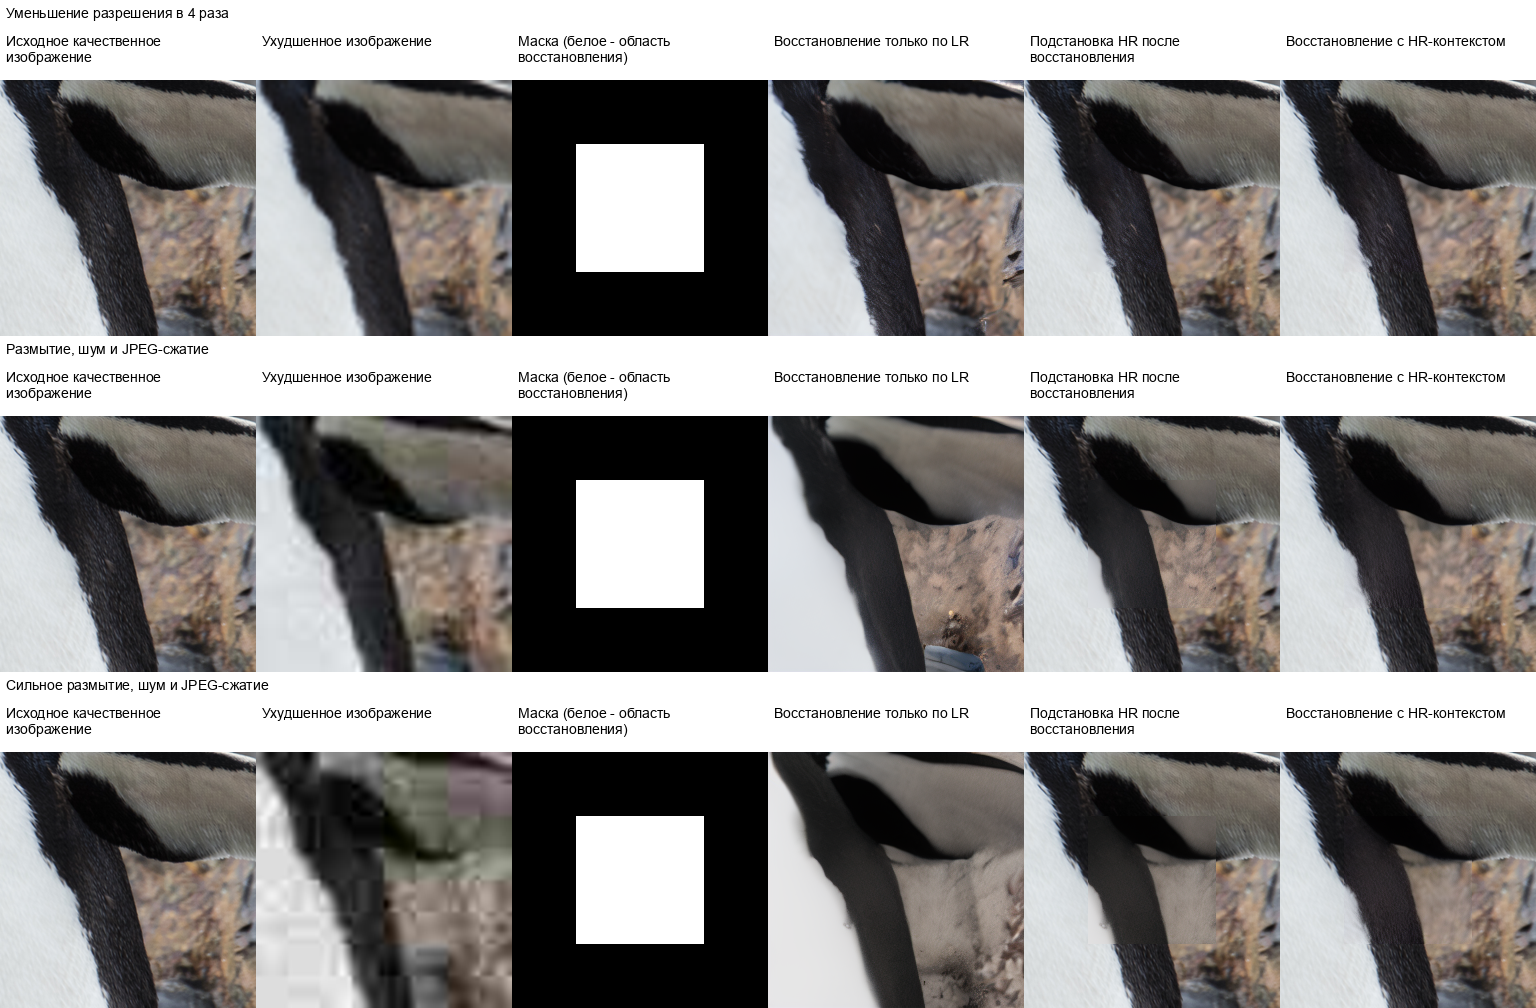 Уменьшение разрешения в 4 раза
Исходное качественное
изображение
Ухудшенное изображение
Маска (белое - область
восстановления)
Восстановление только по LR
Подстановка HR после
восстановления
Восстановление с HR-контекстом
Размытие, шум и JPEG-сжатие
Исходное качественное
изображение
Ухудшенное изображение
Маска (белое - область
восстановления)
Восстановление только по LR
Подстановка HR после
восстановления
Восстановление с HR-контекстом
Сильное размытие, шум и JPEG-сжатие
Исходное качественное
изображение
Ухудшенное изображение
Маска (белое - область
восстановления)
Восстановление только по LR
Подстановка HR после
восстановления
Восстановление с HR-контекстом